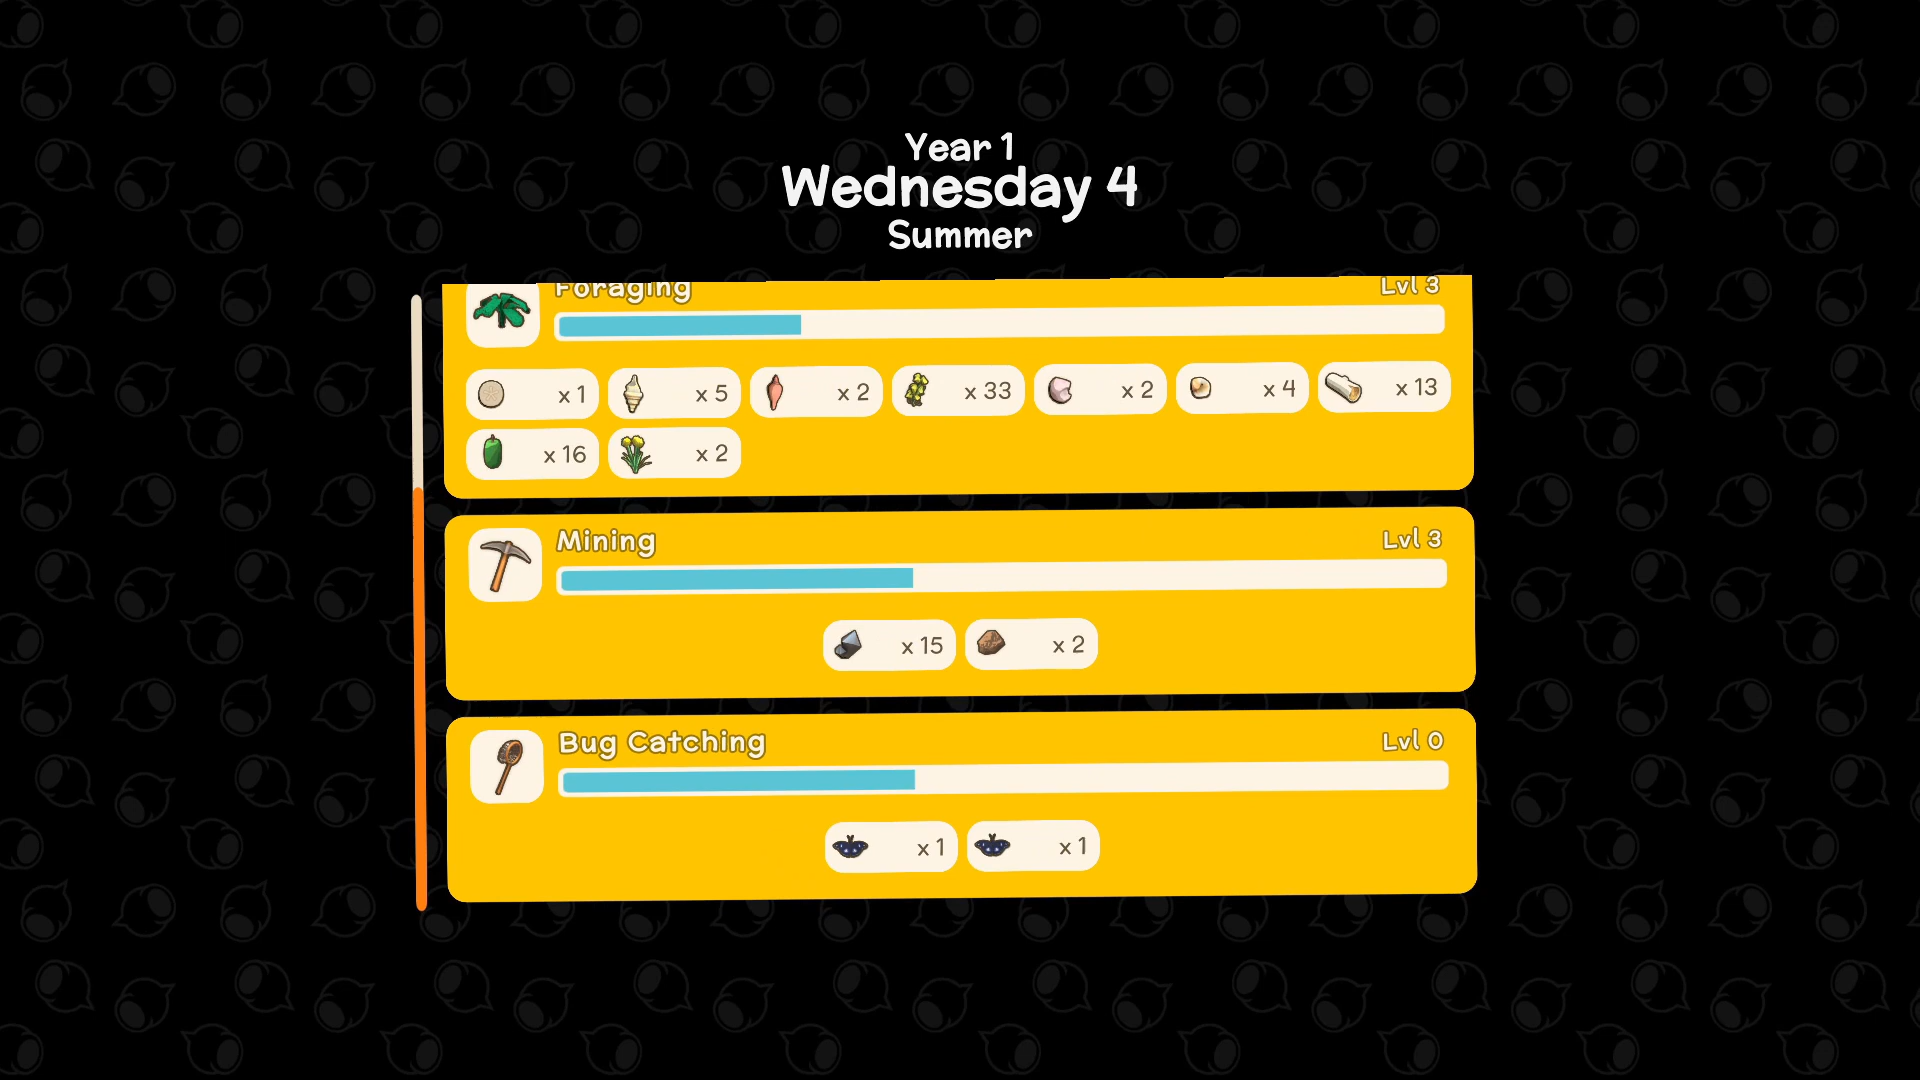 Year 1
Wednesday 4
Summer
Foraging Lvl 3
x 1 x 5 x 2 x 33 x 2 x 4 x 13
x 16 x 2
Mining Lvl 3
x 15 x 2
Bug Catching Lvl 0
x 1 x 1